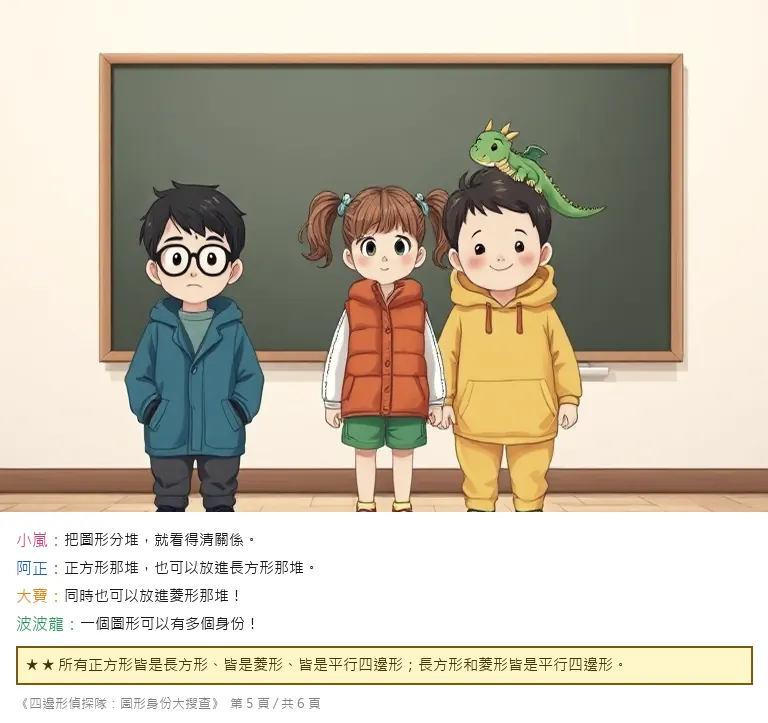 小嵐：把圖形分堆，就看得清關係。
阿正：正方形那堆，也可以放進長方形那堆。
大寶：同時也可以放進菱形那堆！
波波龍：一個圖形可以有多個身份！
★★ 所有正方形皆是長方形、皆是菱形、皆是平行四邊形；長方形和菱形皆是平行四邊形。
《四邊形偵探隊：圖形身份大搜查》 第 5 頁 / 共 6 頁